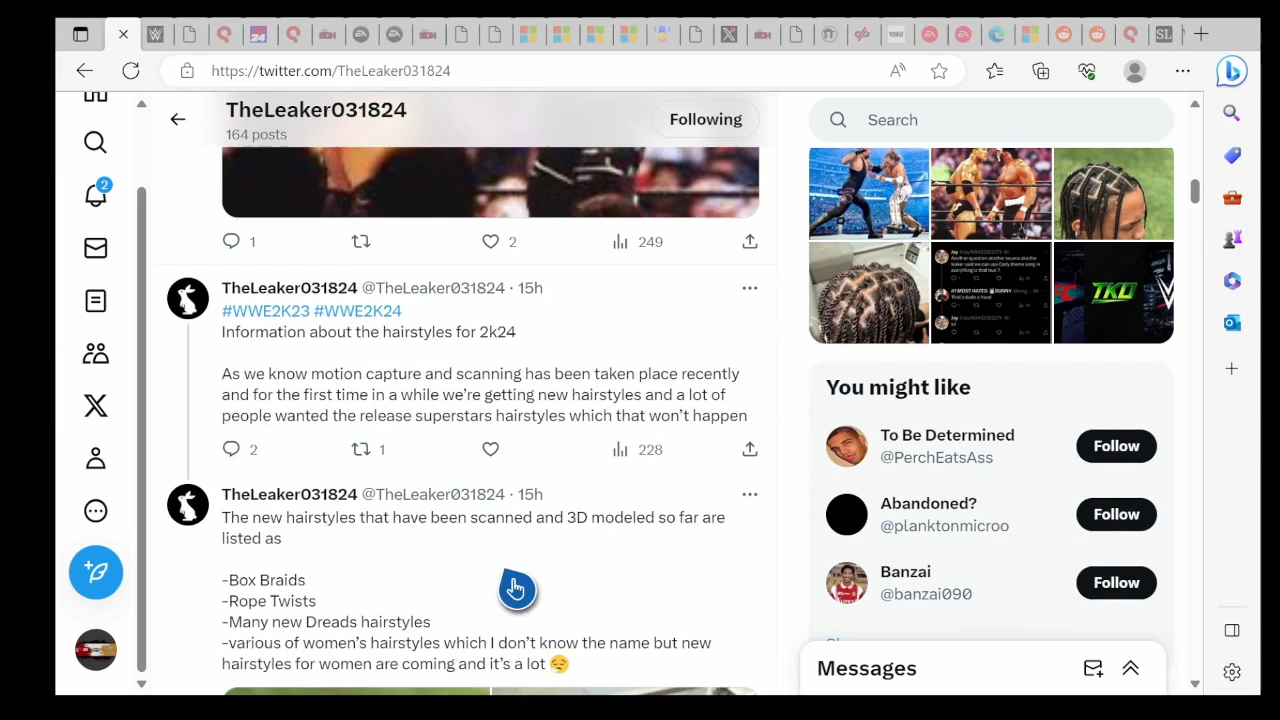 https://twitter.com/TheLeaker031824
TheLeaker031824
164 posts
Following
Search
1
2
249
TheLeaker031824 @TheLeaker031824 · 15h
#WWE2K23 #WWE2K24
Information about the hairstyles for 2k24
As we know motion capture and scanning has been taken place recently
and for the first time in a while we’re getting new hairstyles and a lot of
people wanted the release superstars hairstyles which that won’t happen
2
1
228
TheLeaker031824 @TheLeaker031824 · 15h
The new hairstyles that have been scanned and 3D modeled so far are
listed as
-Box Braids
-Rope Twists
-Many new Dreads hairstyles
-various of women’s hairstyles which I don’t know the name but new
hairstyles for women are coming and it’s a lot
2
TKO
You might like
To Be Determined
@PerchEatsAss
Follow
Abandoned?
@planktonmicroo
Follow
Banzai
@banzai090
Follow
Messages